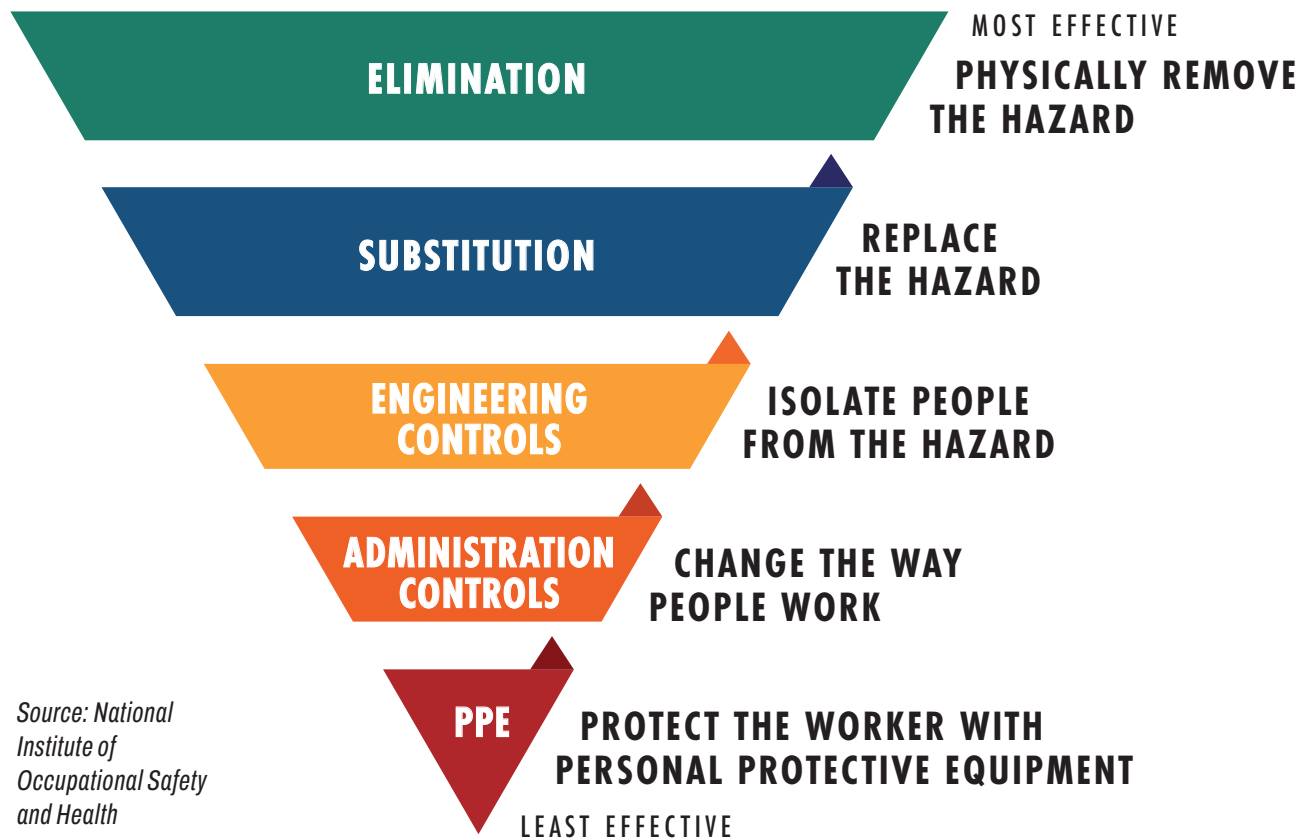 MOST EFFECTIVE
ELIMINATION
PHYSICALLY REMOVE
THE HAZARD
SUBSTITUTION
REPLACE
THE HAZARD
ENGINEERING
CONTROLS
ISOLATE PEOPLE
FROM THE HAZARD
ADMINISTRATION
CONTROLS
CHANGE THE WAY
PEOPLE WORK
PPE
PROTECT THE WORKER WITH
PERSONAL PROTECTIVE EQUIPMENT
LEAST EFFECTIVE
Source: National
Institute of
Occupational Safety
and Health